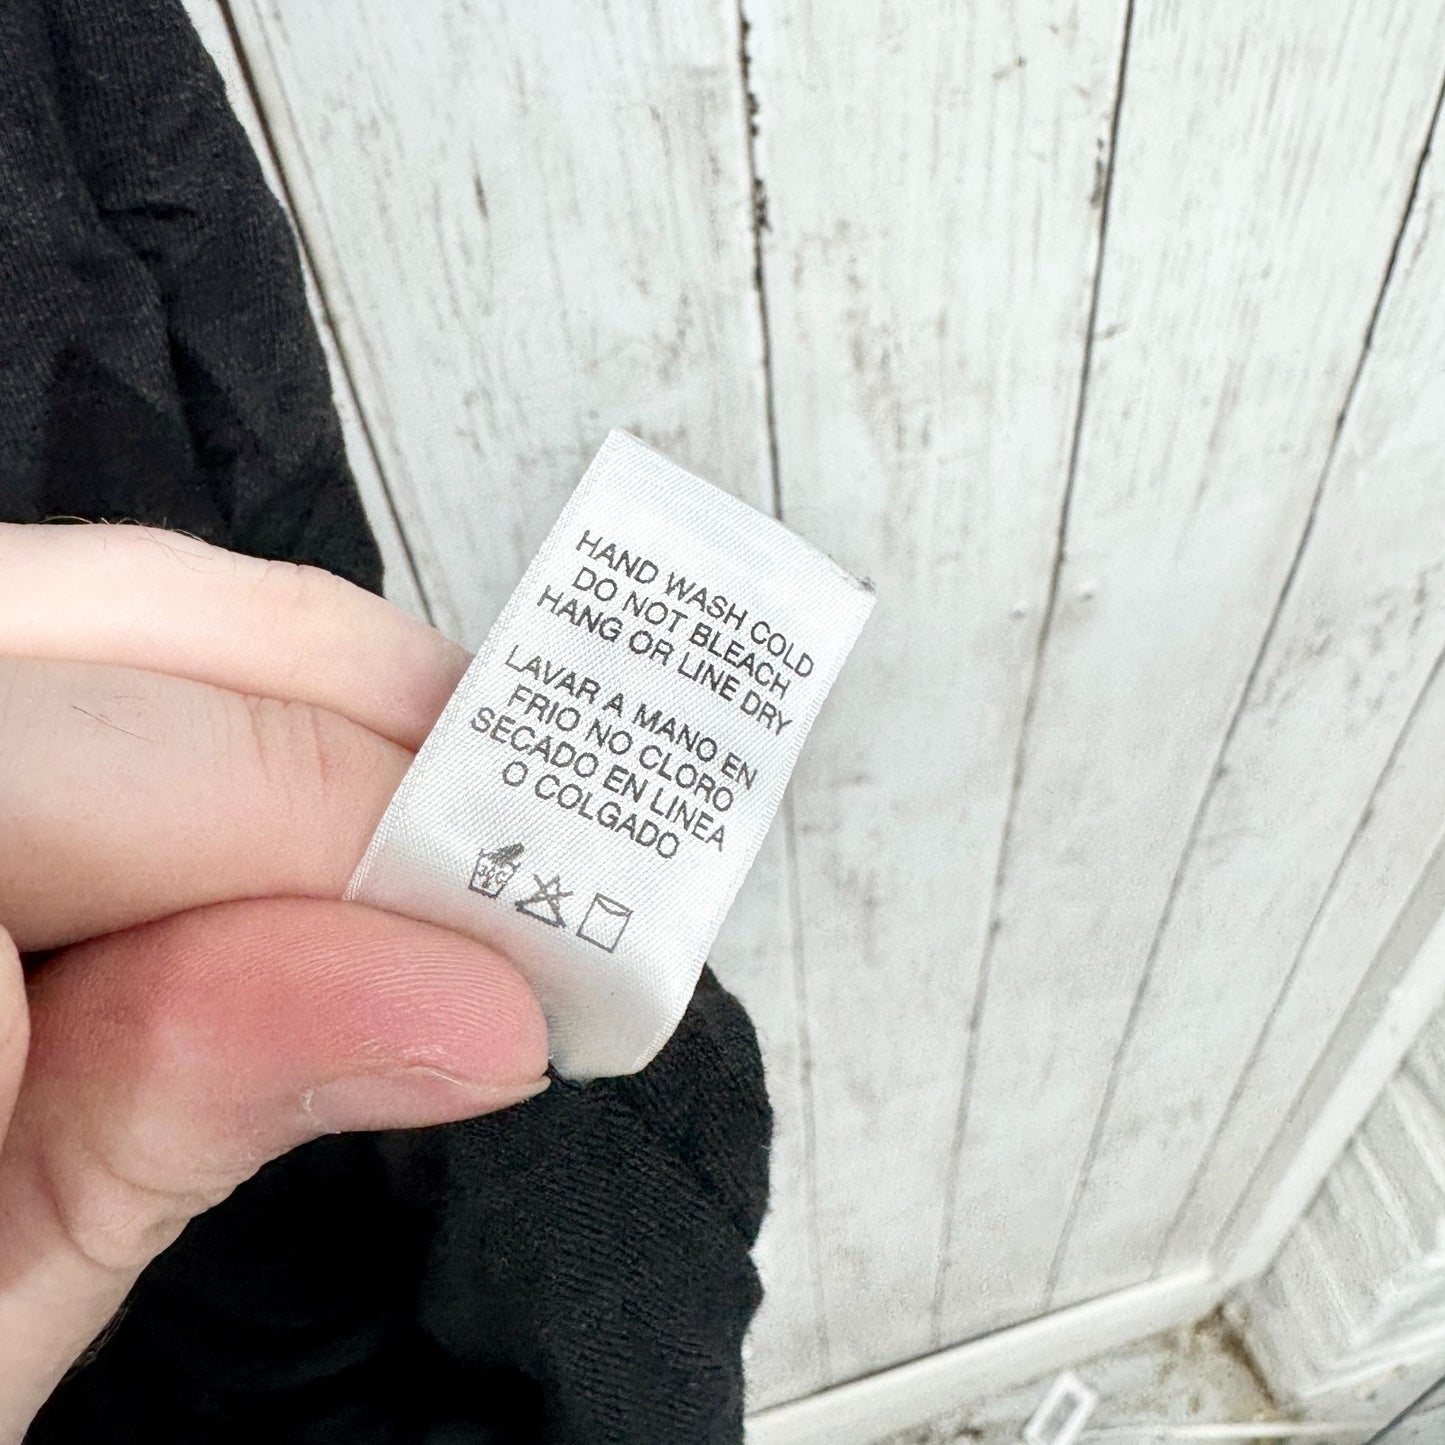 HAND WASH COLD
DO NOT BLEACH
HANG OR LINE DRY
LAVAR A MANO EN
FRIO NO CLORO
SECADO EN LINEA
O COLGADO
30C